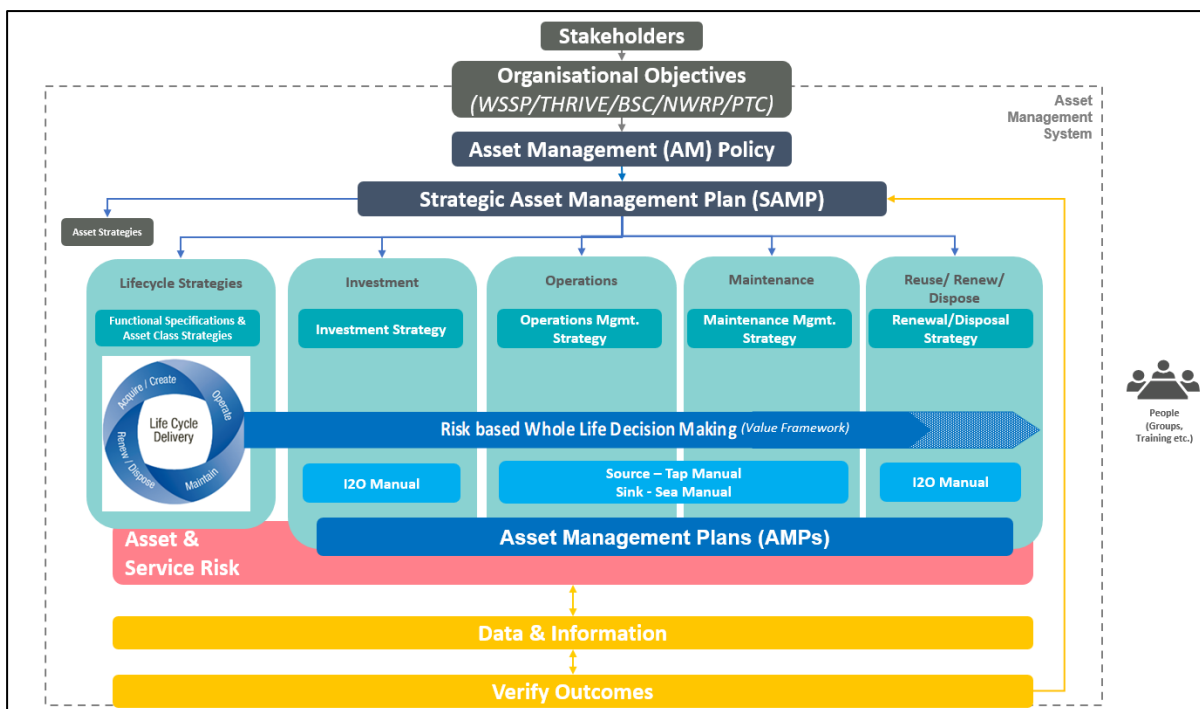 Stakeholders
Organisational Objectives
(WSSP/THRIVE/BSC/NWRP/PTC)
Asset
Management
System
Asset Management (AM) Policy
Strategic Asset Management Plan (SAMP)
Asset Strategies
Lifecycle Strategies
Functional Specifications &
Asset Class Strategies
Acquire / Create
Operate
Maintain
Renew / Dispose
Life Cycle
Delivery
Investment
Investment Strategy
Operations
Operations Mgmt.
Strategy
Maintenance
Maintenance Mgmt.
Strategy
Reuse/ Renew/
Dispose
Renewal/Disposal
Strategy
Risk based Whole Life Decision Making (Value Framework)
I2O Manual
Source – Tap Manual
Sink - Sea Manual
I2O Manual
Asset Management Plans (AMPs)
Asset &
Service Risk
Data & Information
Verify Outcomes
People
(Groups,
Training etc.)